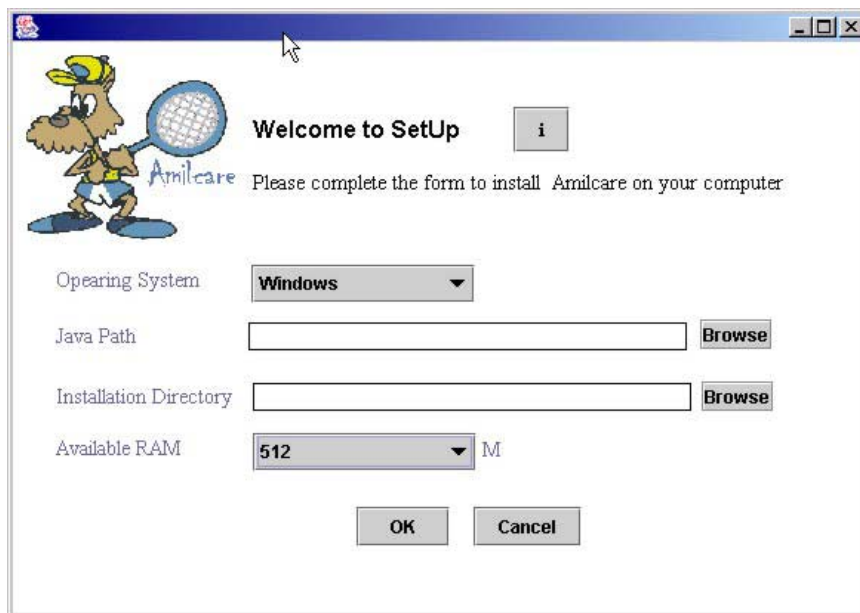 Welcome to SetUp
i
Amilcare
Please complete the form to install Amilcare on your computer
Opearing System
Windows
Java Path
Browse
Installation Directory
Browse
Available RAM
512
M
OK
Cancel